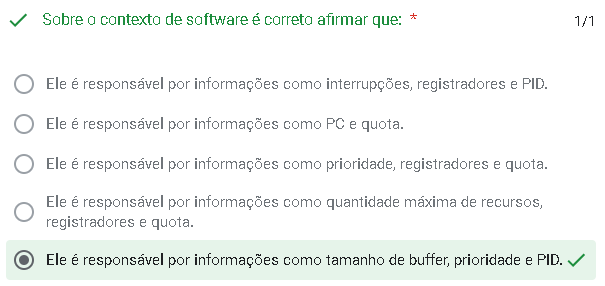 Sobre o contexto de software é correto afirmar que: * 1/1
Ele é responsável por informações como interrupções, registradores e PID.
Ele é responsável por informações como PC e quota.
Ele é responsável por informações como prioridade, registradores e quota.
Ele é responsável por informações como quantidade máxima de recursos,
registradores e quota.
Ele é responsável por informações como tamanho de buffer, prioridade e PID.